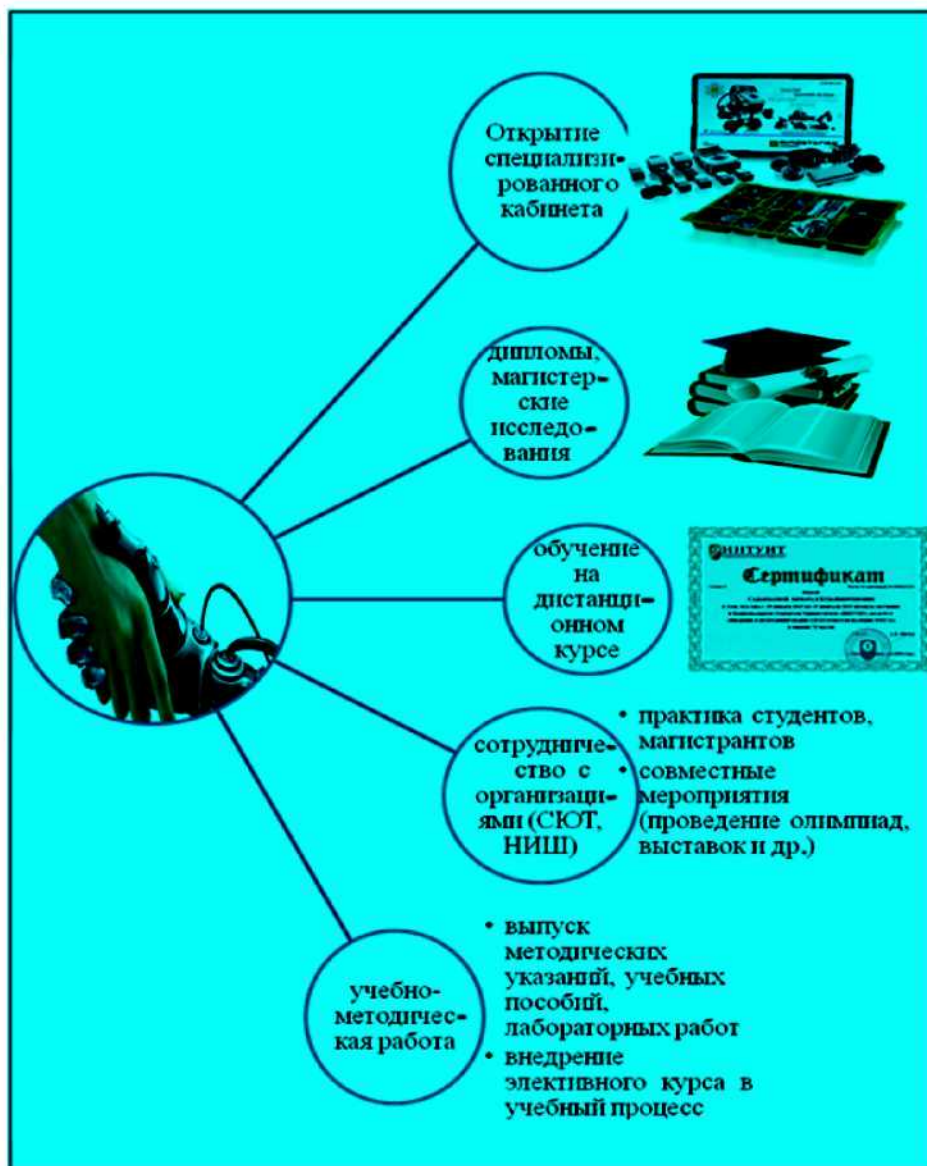 Открытие
специализи-
рованного
кабинета
дипломы,
магистер-
ские
исследо-
вания
обучение
на
дистанци-
онном
курсе
ИНТУИТ
Сертификат
сотрудниче-
ство с
организаци-
ями (СЮТ,
НИШ)
• практика студентов,
магистрантов
• совместные
мероприятия
(проведение олимпиад,
выставок и др.)
учебно-
методичес-
кая работа
• выпуск
методических
указаний, учебных
пособий,
лабораторных работ
• внедрение
элективного курса в
учебный процесс